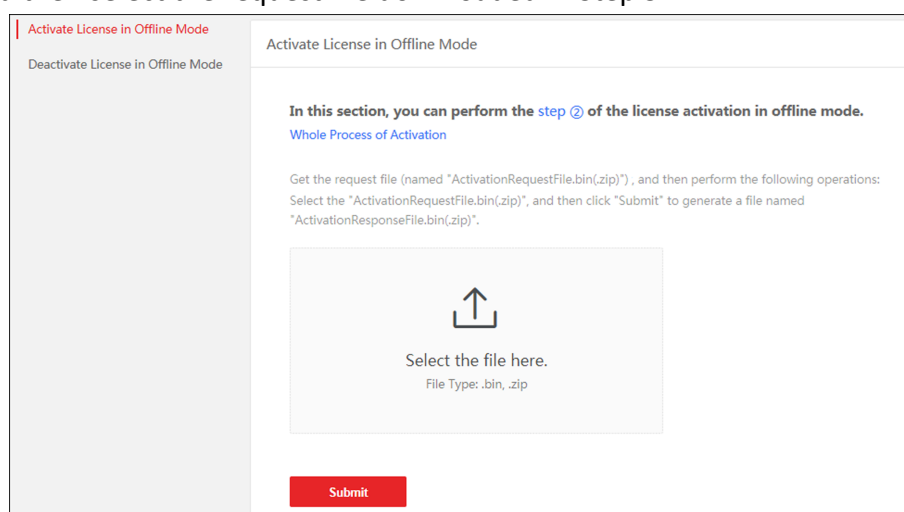 Activate License in Offline Mode
Deactivate License in Offline Mode
Activate License in Offline Mode
In this section, you can perform the step ② of the license activation in offline mode.
Whole Process of Activation
Get the request file (named "ActivationRequestFile.bin(.zip)") , and then perform the following operations:
Select the "ActivationRequestFile.bin(.zip)", and then click "Submit" to generate a file named
"ActivationResponseFile.bin(.zip)".
Select the file here.
File Type: .bin, .zip
Submit